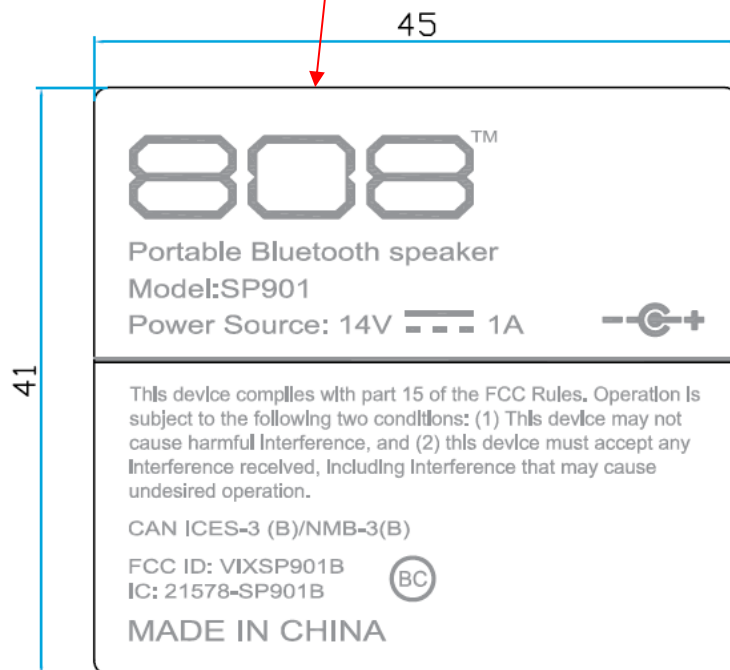 45
808™
Portable Bluetooth speaker
Model:SP901
Power Source: 14V 1A
41
This device complies with part 15 of the FCC Rules. Operation is
subject to the following two conditions: (1) This device may not
cause harmful interference, and (2) this device must accept any
interference received, including interference that may cause
undesired operation.
CAN ICES-3 (B)/NMB-3(B)
FCC ID: VIXSP901B
IC: 21578-SP901B
BC
MADE IN CHINA